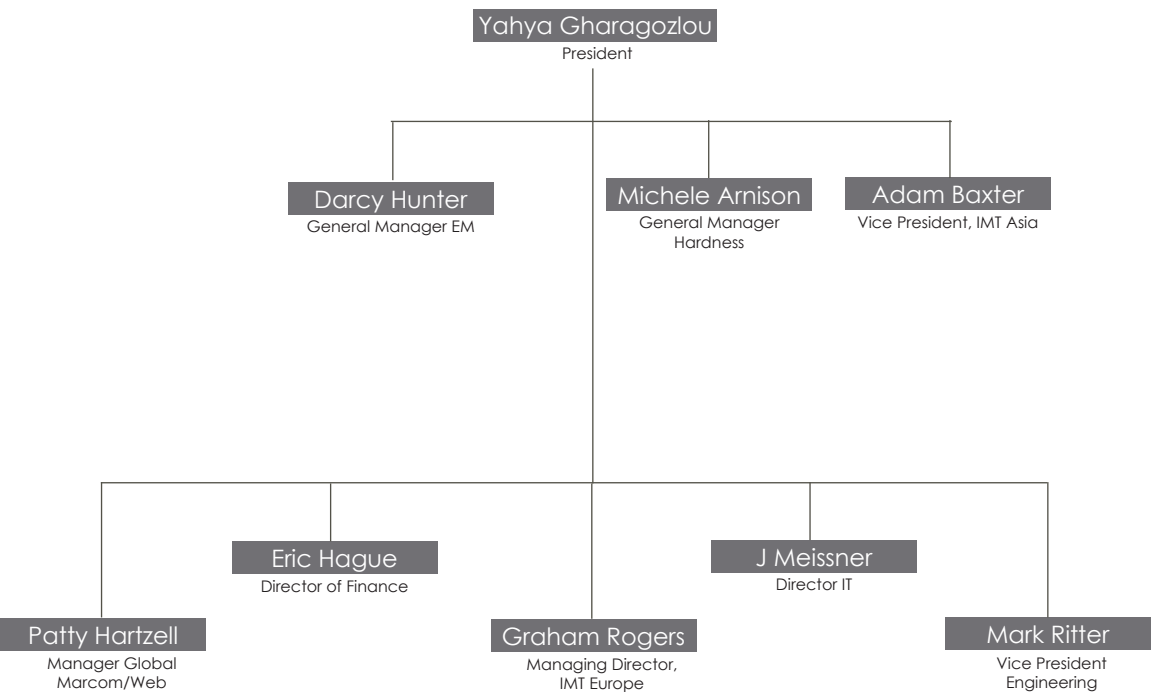 Yahya Gharagozlou
President
Darcy Hunter
General Manager EM
Michele Arnison
General Manager
Hardness
Adam Baxter
Vice President, IMT Asia
Eric Hague
Director of Finance
J Meissner
Director IT
Patty Hartzell
Manager Global
Marcom/Web
Graham Rogers
Managing Director,
IMT Europe
Mark Ritter
Vice President
Engineering